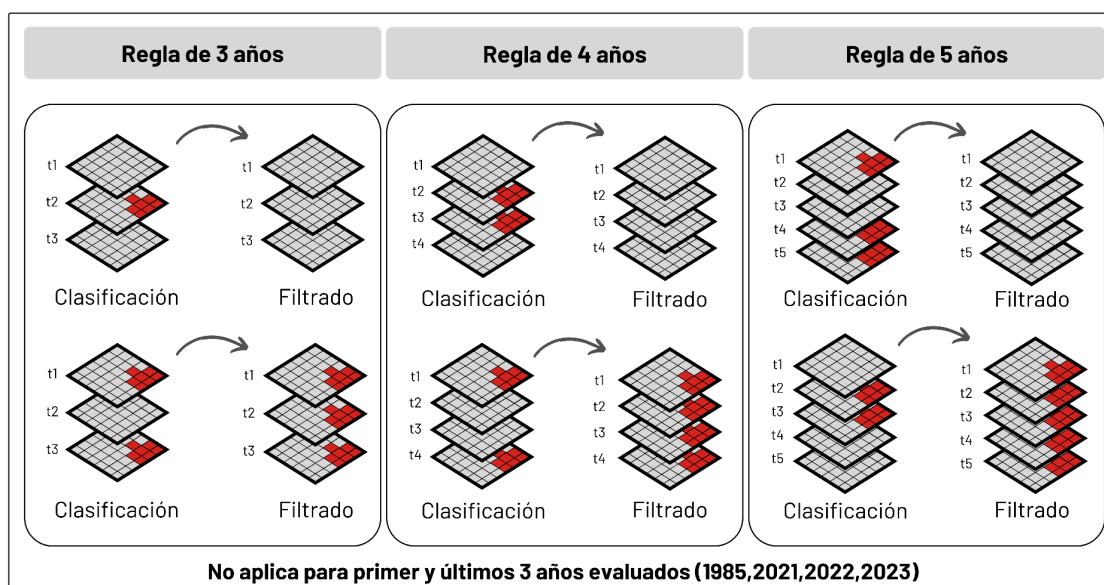 Regla de 3 años
Regla de 4 años
Regla de 5 años
t1
t2
t3
Clasificación
t1
t2
t3
Filtrado
t1
t2
t3
t4
Clasificación
t1
t2
t3
t4
Filtrado
t1
t2
t3
t4
t5
Clasificación
t1
t2
t3
t4
t5
Filtrado
t1
t2
t3
Clasificación
t1
t2
t3
Filtrado
t1
t2
t3
t4
Clasificación
t1
t2
t3
t4
Filtrado
t1
t2
t3
t4
t5
Clasificación
t1
t2
t3
t4
t5
Filtrado
No aplica para primer y últimos 3 años evaluados (1985,2021,2022,2023)